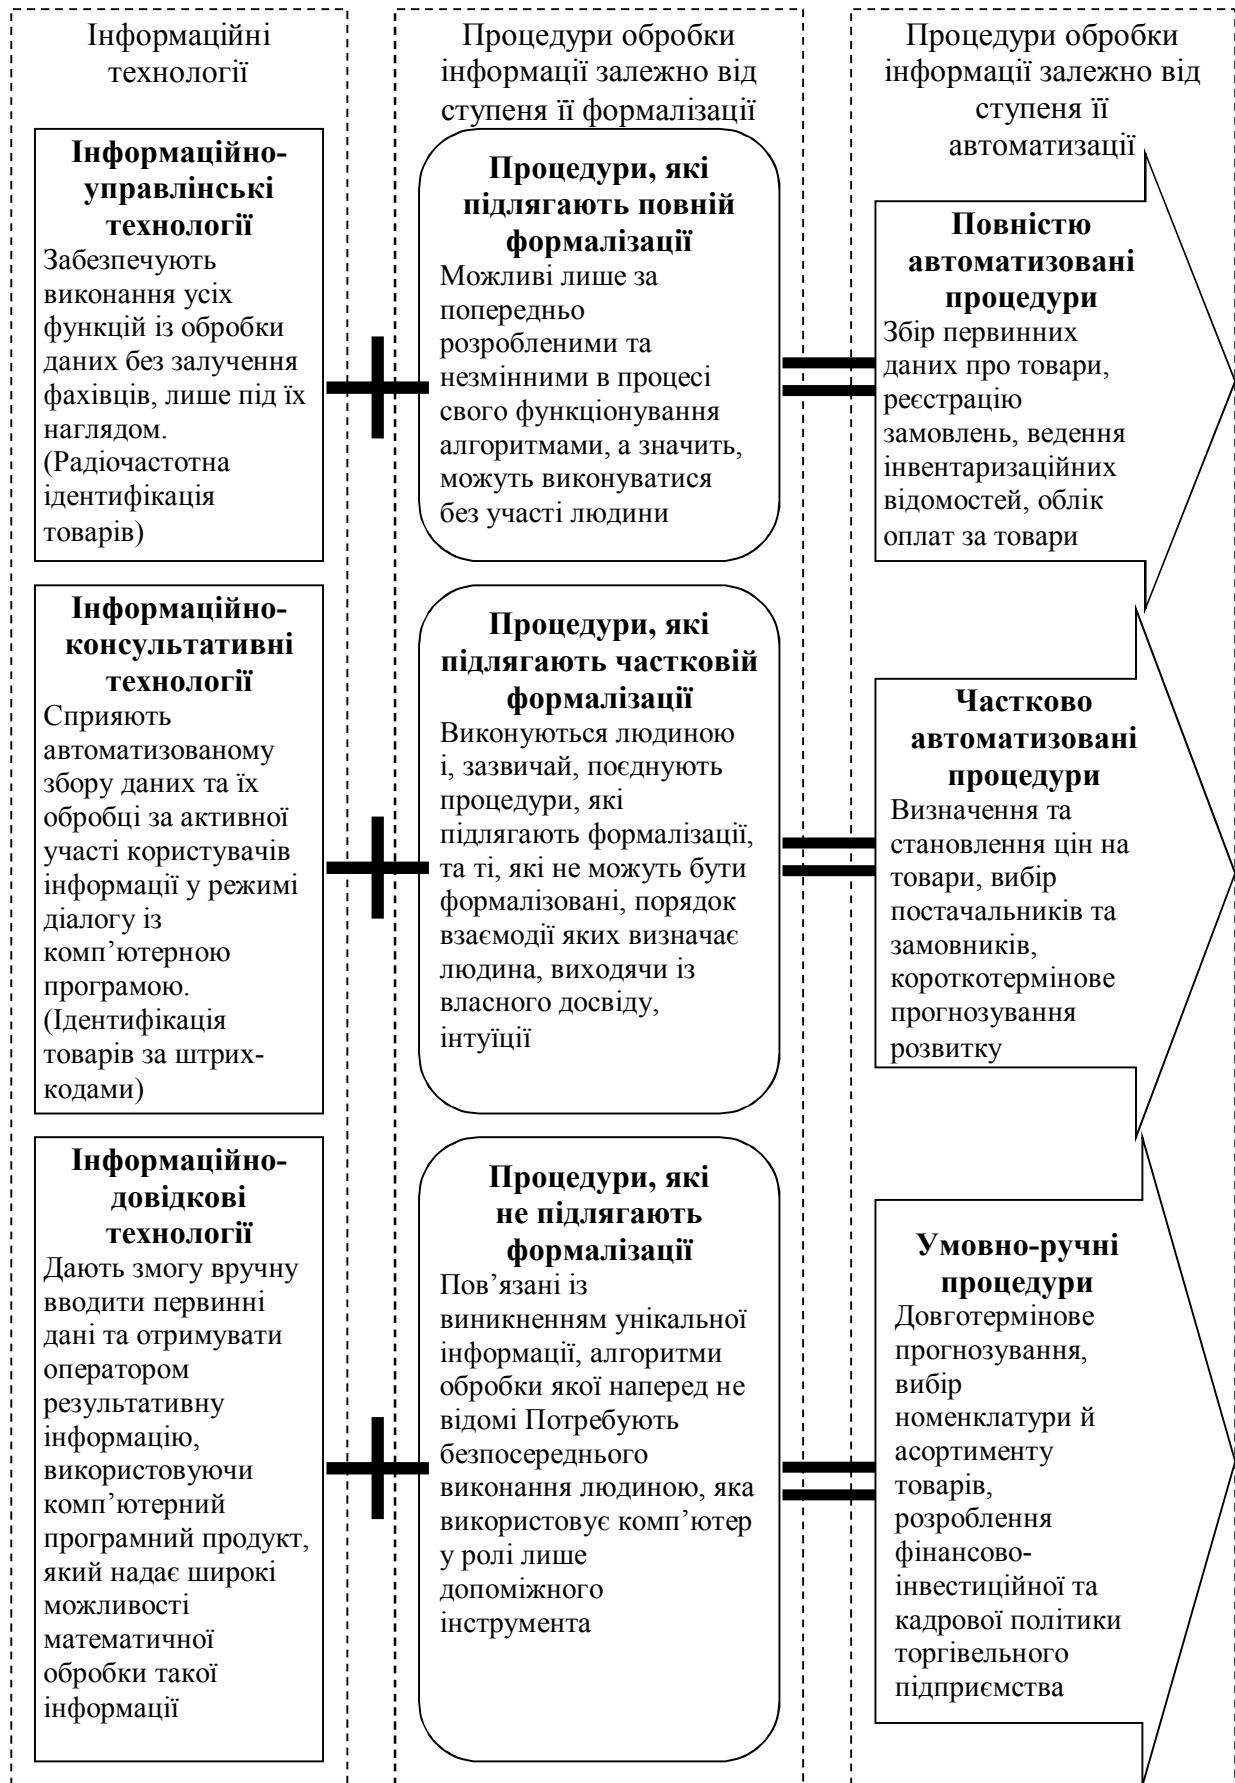 Інформаційні
технології
Інформаційно-
управлінські
технології
Забезпечують
виконання усіх
функцій із обробки
даних без залучення
фахівців, лише під їх
наглядом.
(Радіочастотна
ідентифікація
товарів)
Інформаційно-
консультативні
технології
Сприяють
автоматизованому
збору даних та їх
обробці за активної
участі користувачів
інформації у режимі
діалогу із
комп’ютерною
програмою.
(Ідентифікація
товарів за штрих-
кодами)
Інформаційно-
довідкові
технології
Дають змогу вручну
вводити первинні
дані та отримувати
оператором
результативну
інформацію,
використовуючи
комп’ютерний
програмний продукт,
який надає широкі
можливості
математичної
обробки такої
інформації
Процедури обробки
інформації залежно від
ступеня її формалізації
Процедури, які
підлягають повній
формалізації
Можливі лише за
попередньо
розробленими та
незмінними в процесі
свого функціонування
алгоритмами, а значить,
можуть виконуватися
без участі людини
Процедури, які
підлягають частковій
формалізації
Виконуються людиною
і, зазвичай, поєднують
процедури, які
підлягають формалізації,
та ті, які не можуть бути
формалізовані, порядок
взаємодії яких визначає
людина, виходячи із
власного досвіду,
інтуїції
Процедури, які
не підлягають
формалізації
Пов’язані із
виникненням унікальної
інформації, алгоритми
обробки якої наперед не
відомі Потребують
безпосереднього
виконання людиною, яка
використовує комп’ютер
у ролі лише
допоміжного
інструмента
Процедури обробки
інформації залежно від
ступеня її
автоматизації
Повністю
автоматизовані
процедури
Збір первинних
даних про товари,
реєстрацію
замовлень, ведення
інвентаризаційних
відомостей, облік
оплат за товари
Частково
автоматизовані
процедури
Визначення та
становлення цін на
товари, вибір
постачальників та
замовників,
короткотермінове
прогнозування
розвитку
Умовно-ручні
процедури
Довготермінове
прогнозування,
вибір
номенклатури й
асортименту
товарів,
розроблення
фінансово-
інвестиційної та
кадрової політики
торгівельного
підприємства